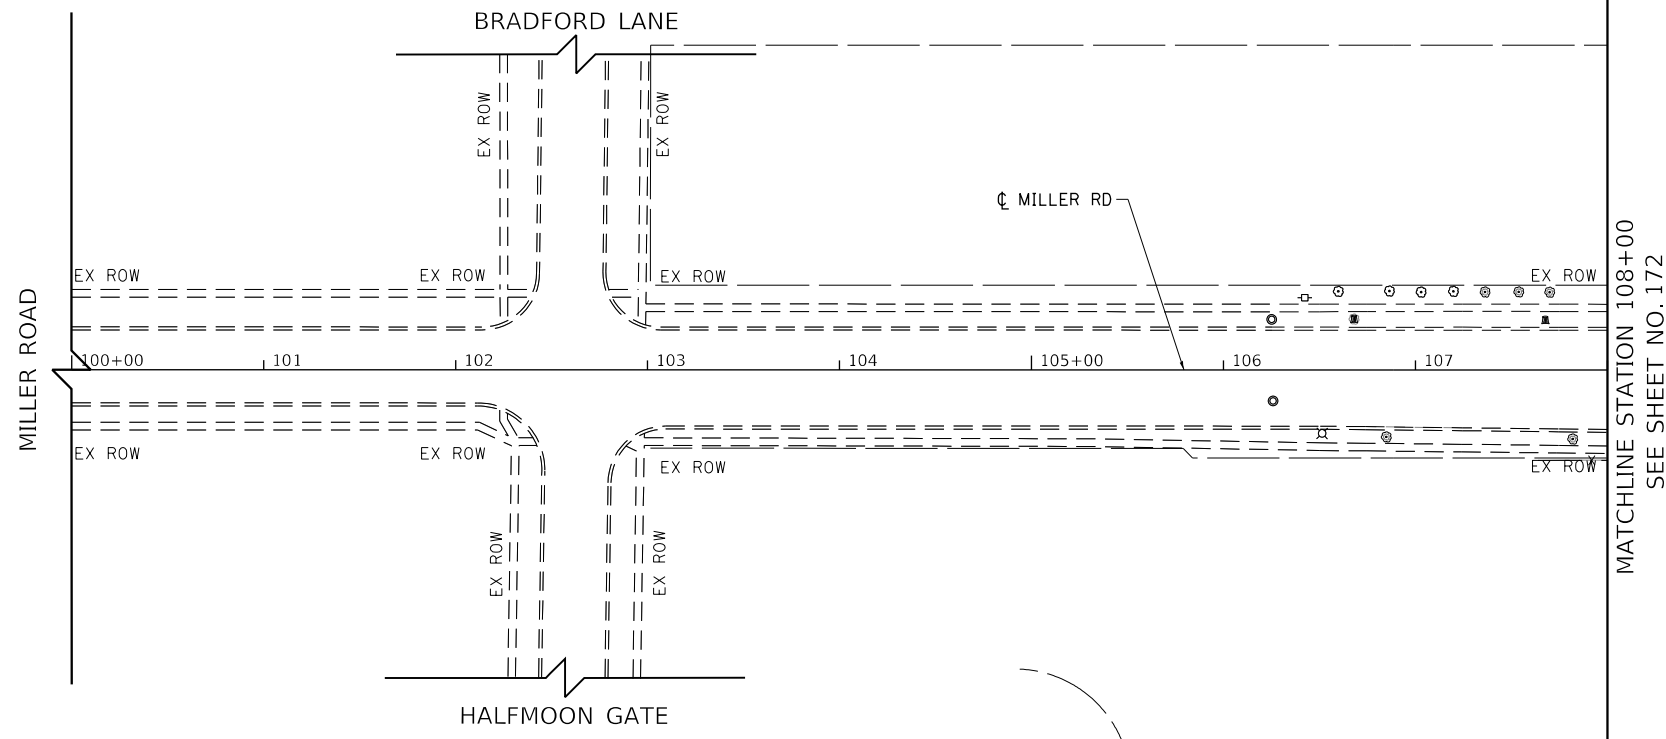 BRADFORD LANE
EX ROW
EX ROW
℄ MILLER RD
EX ROW
EX ROW
EX ROW
EX ROW
MILLER ROAD
100+00
101
102
103
104
105+00
106
107
MATCHLINE STATION 108+00
SEE SHEET NO. 172
EX ROW
EX ROW
EX ROW
EX ROW
EX ROW
EX ROW
HALFMOON GATE